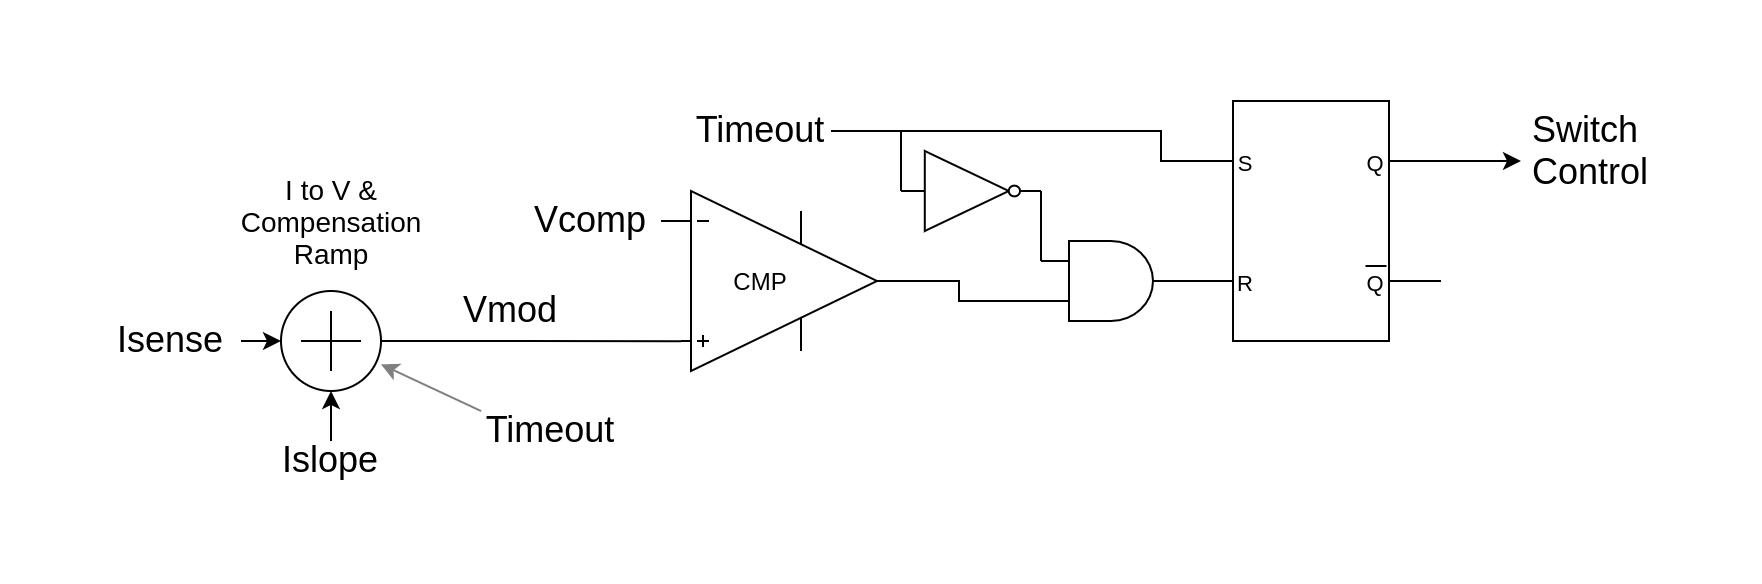 Timeout
Switch
Control
S
Q
I to V &
Compensation
Ramp
Vcomp
−
CMP
R
Q
Vmod
Isense
+
Timeout
Islope